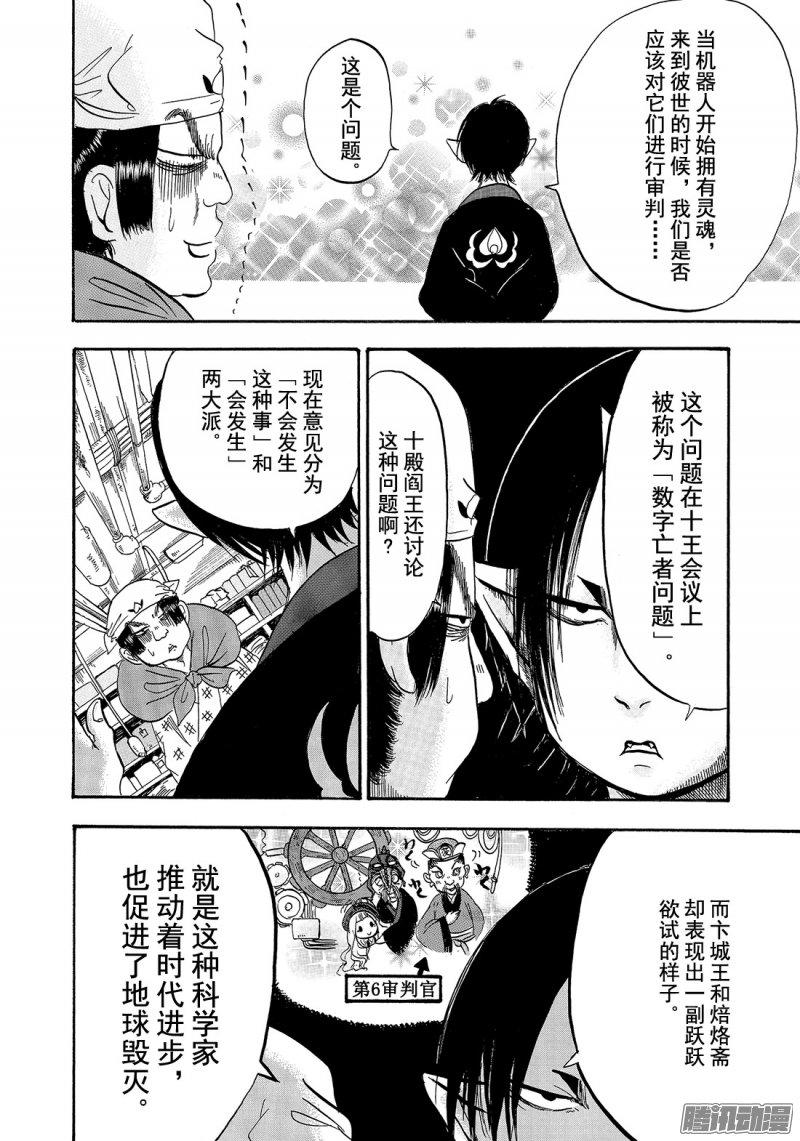 当机器人开始拥有灵魂，
来到彼世的时候，我们是否
应该对它们进行审判……
这是个问题。
这个问题在十王会议上
被称为「数字亡者问题」。
十殿阎王还讨论
这种问题啊？
现在意见分为
「不会发生
这种事」和
「会发生」
两大派。
而卞城王和焙烙斋
却表现出一副跃跃
欲试的样子。
第6审判官
就是这种科学家
推动着时代进步，
也促进了地球毁灭。
腾讯动漫